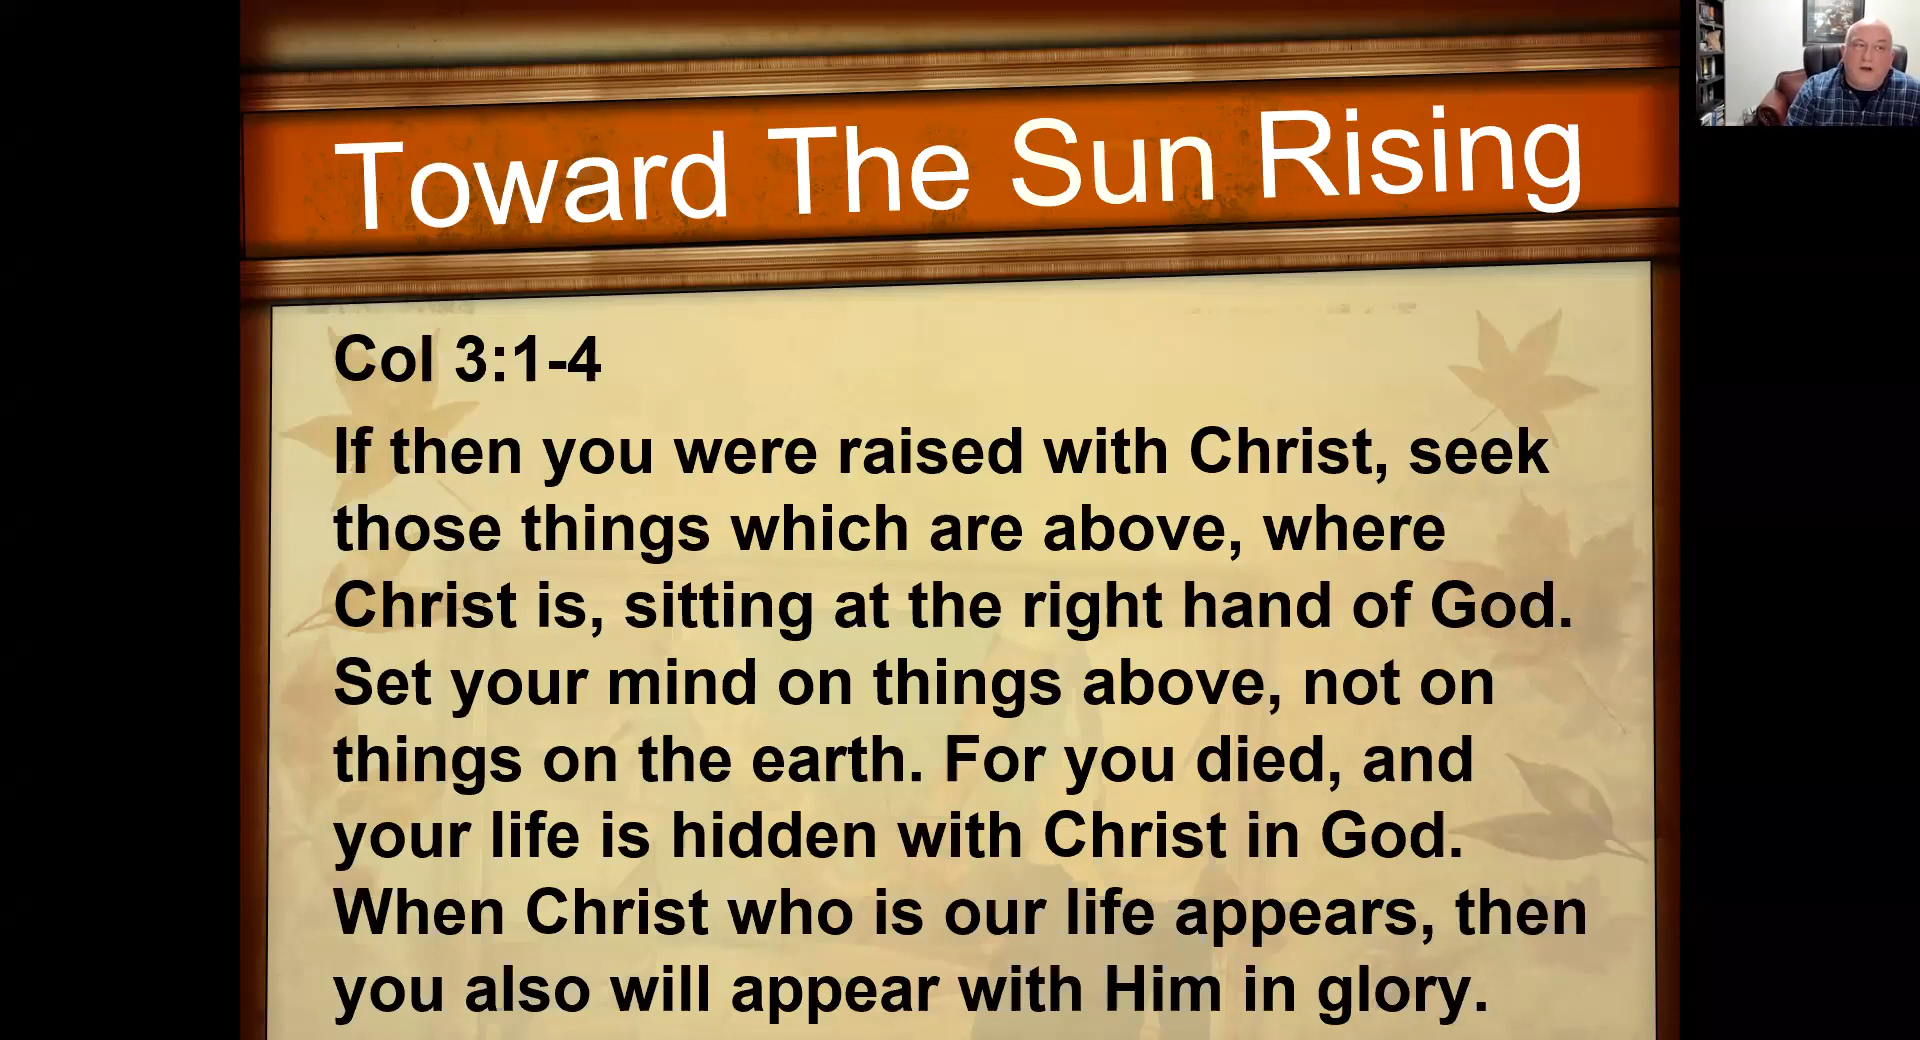 Toward The Sun Rising
Col 3:1-4
If then you were raised with Christ, seek
those things which are above, where
Christ is, sitting at the right hand of God.
Set your mind on things above, not on
things on the earth. For you died, and
your life is hidden with Christ in God.
When Christ who is our life appears, then
you also will appear with Him in glory.